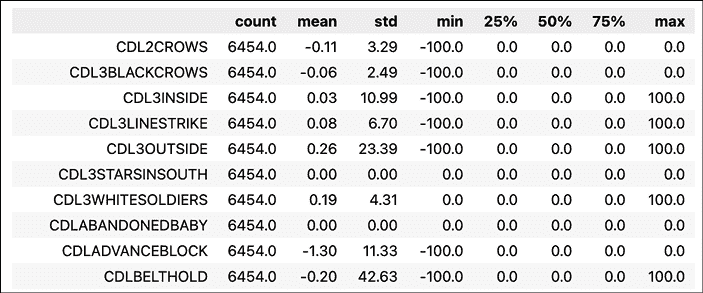 count mean std min 25% 50% 75% max
CDL2CROWS 6454.0 -0.11 3.29 -100.0 0.0 0.0 0.0 0.0
CDL3BLACKCROWS 6454.0 -0.06 2.49 -100.0 0.0 0.0 0.0 0.0
CDL3INSIDE 6454.0 0.03 10.99 -100.0 0.0 0.0 0.0 100.0
CDL3LINESTRIKE 6454.0 0.08 6.70 -100.0 0.0 0.0 0.0 100.0
CDL3OUTSIDE 6454.0 0.26 23.39 -100.0 0.0 0.0 0.0 100.0
CDL3STARSINSOUTH 6454.0 0.00 0.00 0.0 0.0 0.0 0.0 0.0
CDL3WHITESOLDIERS 6454.0 0.19 4.31 0.0 0.0 0.0 0.0 100.0
CDLABANDONEDBABY 6454.0 0.00 0.00 0.0 0.0 0.0 0.0 0.0
CDLADVANCEBLOCK 6454.0 -1.30 11.33 -100.0 0.0 0.0 0.0 0.0
CDLBELTHOLD 6454.0 -0.20 42.63 -100.0 0.0 0.0 0.0 100.0